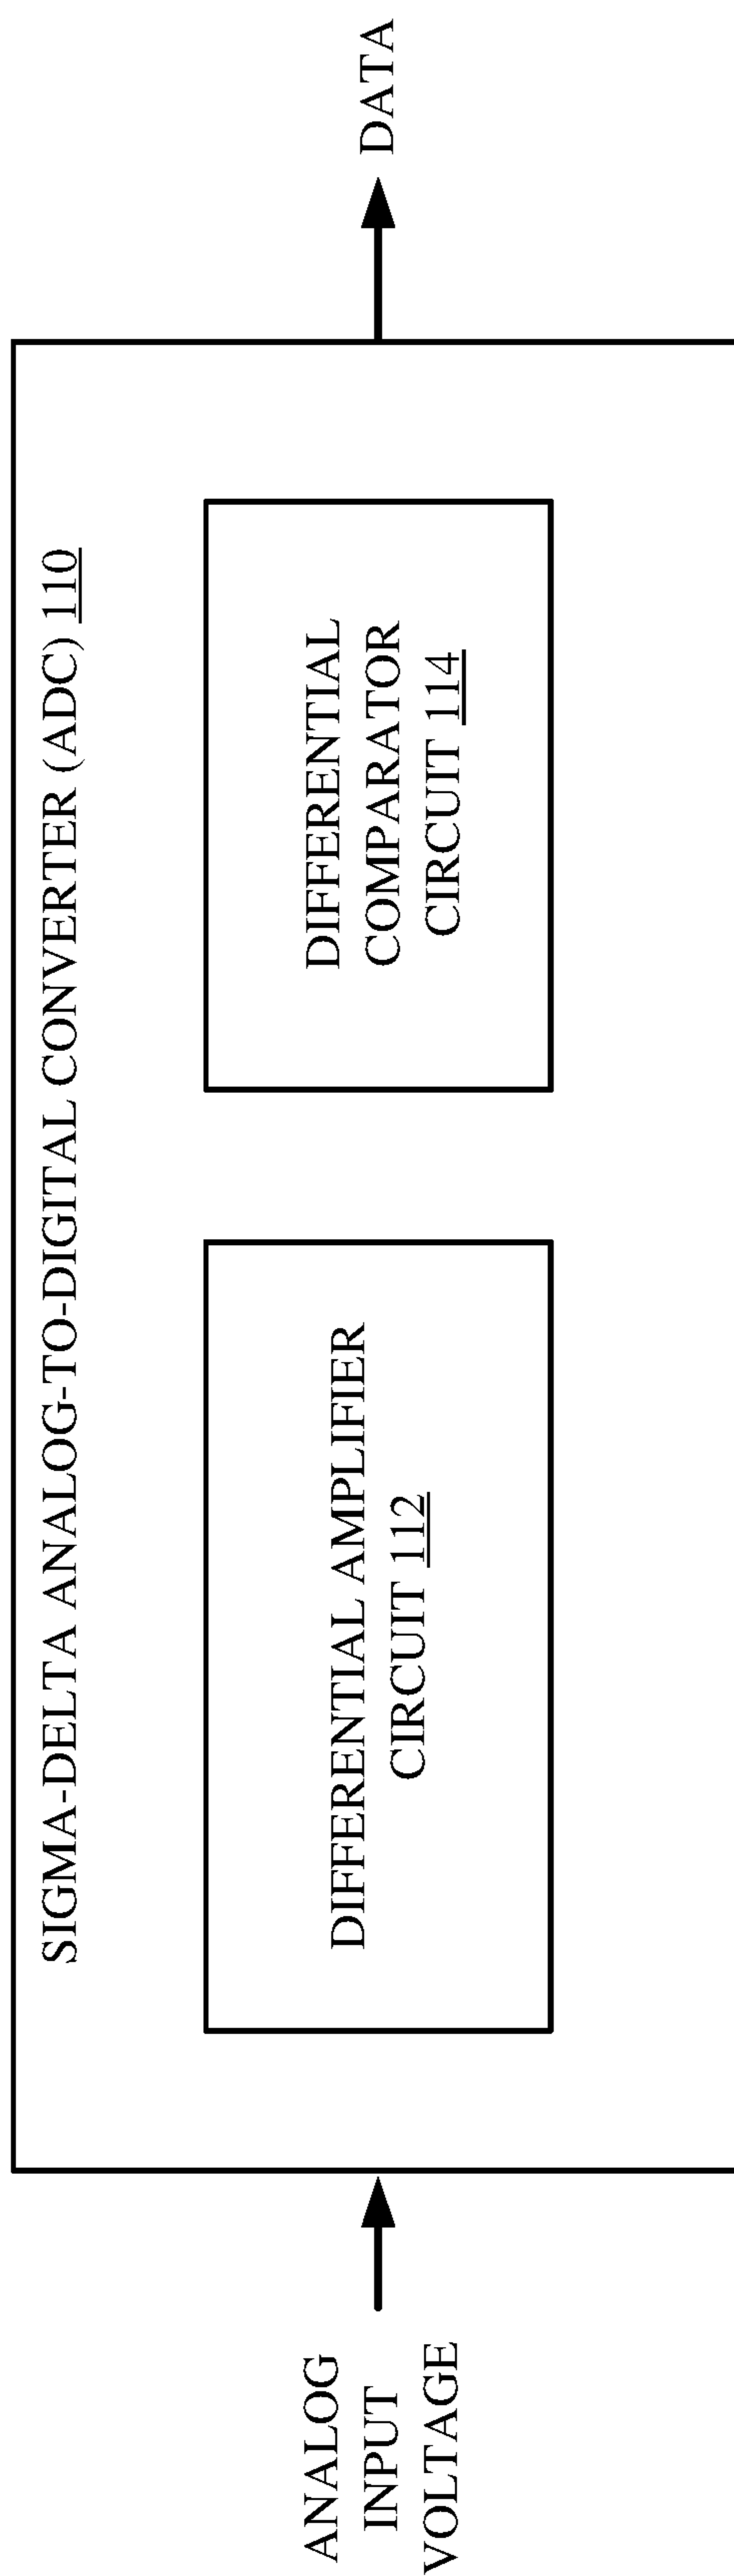 SIGMA-DELTA ANALOG-TO-DIGITAL CONVERTER (ADC) 110
ANALOG
INPUT
VOLTAGE
DIFFERENTIAL AMPLIFIER
CIRCUIT 112
DIFFERENTIAL
COMPARATOR
CIRCUIT 114
DATA